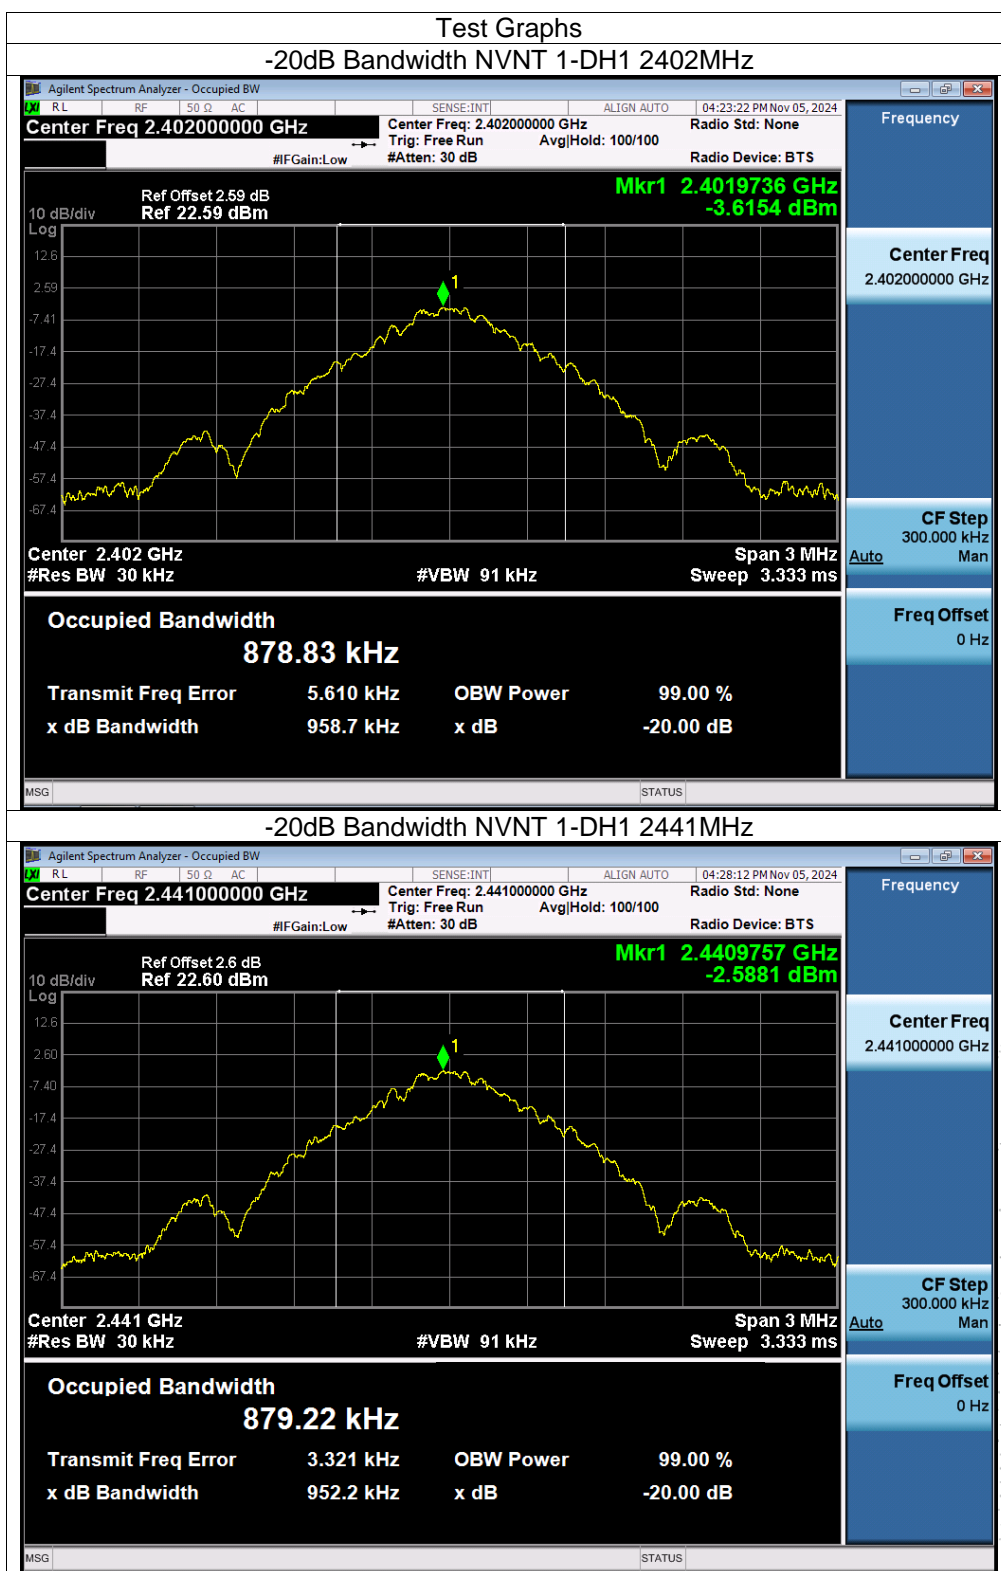 Test Graphs
-20dB Bandwidth NVNT 1-DH1 2402MHz
Agilent Spectrum Analyzer - Occupied BW
LXI RL RF 50 Ω AC SENSE:INT ALIGN AUTO 04:23:22 PM Nov 05, 2024
Center Freq 2.402000000 GHz
Center Freq: 2.402000000 GHz
Radio Std: None
Trig: Free Run Avg|Hold: 100/100
#IFGain:Low
#Atten: 30 dB
Radio Device: BTS
Mkr1 2.4019736 GHz
-3.6154 dBm
Ref Offset 2.59 dB
10 dB/div Ref 22.59 dBm
Log
12.6
2.59
-7.41
-17.4
-27.4
-37.4
-47.4
-57.4
-67.4
1
Center 2.402 GHz
Span 3 MHz
#Res BW 30 kHz
#VBW 91 kHz
Sweep 3.333 ms
Occupied Bandwidth
878.83 kHz
Transmit Freq Error 5.610 kHz OBW Power 99.00 %
x dB Bandwidth 958.7 kHz x dB -20.00 dB
MSG STATUS
Frequency
Center Freq
2.402000000 GHz
CF Step
300.000 kHz
Auto Man
Freq Offset
0 Hz
-20dB Bandwidth NVNT 1-DH1 2441MHz
Agilent Spectrum Analyzer - Occupied BW
LXI RL RF 50 Ω AC SENSE:INT ALIGN AUTO 04:28:12 PM Nov 05, 2024
Center Freq 2.441000000 GHz
Center Freq: 2.441000000 GHz
Radio Std: None
Trig: Free Run Avg|Hold: 100/100
#IFGain:Low
#Atten: 30 dB
Radio Device: BTS
Mkr1 2.4409757 GHz
-2.5881 dBm
Ref Offset 2.6 dB
10 dB/div Ref 22.60 dBm
Log
12.6
2.60
-7.40
-17.4
-27.4
-37.4
-47.4
-57.4
-67.4
1
Center 2.441 GHz
Span 3 MHz
#Res BW 30 kHz
#VBW 91 kHz
Sweep 3.333 ms
Occupied Bandwidth
879.22 kHz
Transmit Freq Error 3.321 kHz OBW Power 99.00 %
x dB Bandwidth 952.2 kHz x dB -20.00 dB
MSG STATUS
Frequency
Center Freq
2.441000000 GHz
CF Step
300.000 kHz
Auto Man
Freq Offset
0 Hz